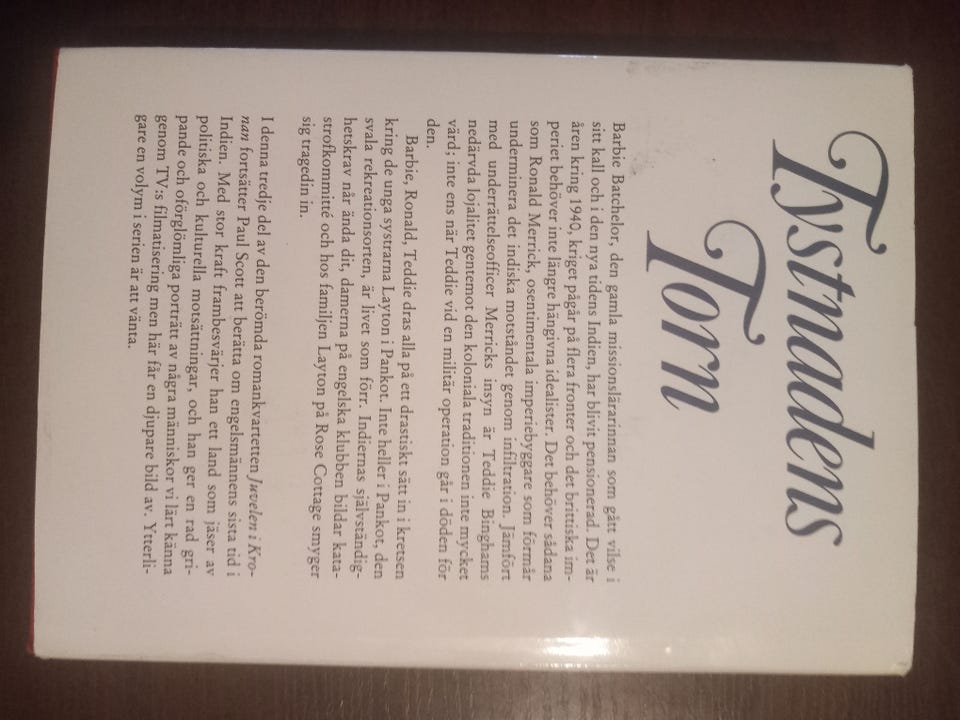 Tystnadens
Torn
Barbie Batchelor, den gamla missionslärarinnan som gått vilse i
sitt kall och i den nya tidens Indien, har blivit pensionerad. Det är
åren kring 1940, kriget pågår på flera fronter och det brittiska im-
periet behöver inte längre hängivna idealister. Det behöver sådana
som Ronald Merrick, osentimentala imperiebyggare som förmår
underminera det indiska motståndet genom infiltration. Jämfört
med underrättelseofficer Merricks insyn är Teddie Binghams
nedärvda lojalitet gentemot den koloniala traditionen inte mycket
värd; inte ens när Teddie vid en militär operation går i döden för
den.
Barbie, Ronald, Teddie dras alla på ett drastiskt sätt in i kretsen
kring de unga systrarna Layton i Pankot. Inte heller i Pankot, den
svala rekreationsorten, är livet som förr. Indiernas självständig-
hetskrav når ända dit, damerna på engelska klubben bildar kata-
strofkommitté och hos familjen Layton på Rose Cottage smyger
sig tragedin in.
I denna tredje del av den berömda romankvartetten Juvelen i Kro-
nan fortsätter Paul Scott att berätta om engelsmännens sista tid i
Indien. Med stor kraft frambesvärjer han ett land som jäser av
politiska och kulturella motsättningar, och han ger en rad gri-
pande och oförglömliga porträtt av några människor vi lärt känna
genom TV:s filmatisering men här får en djupare bild av. Ytterli-
gare en volym i serien är att vänta.